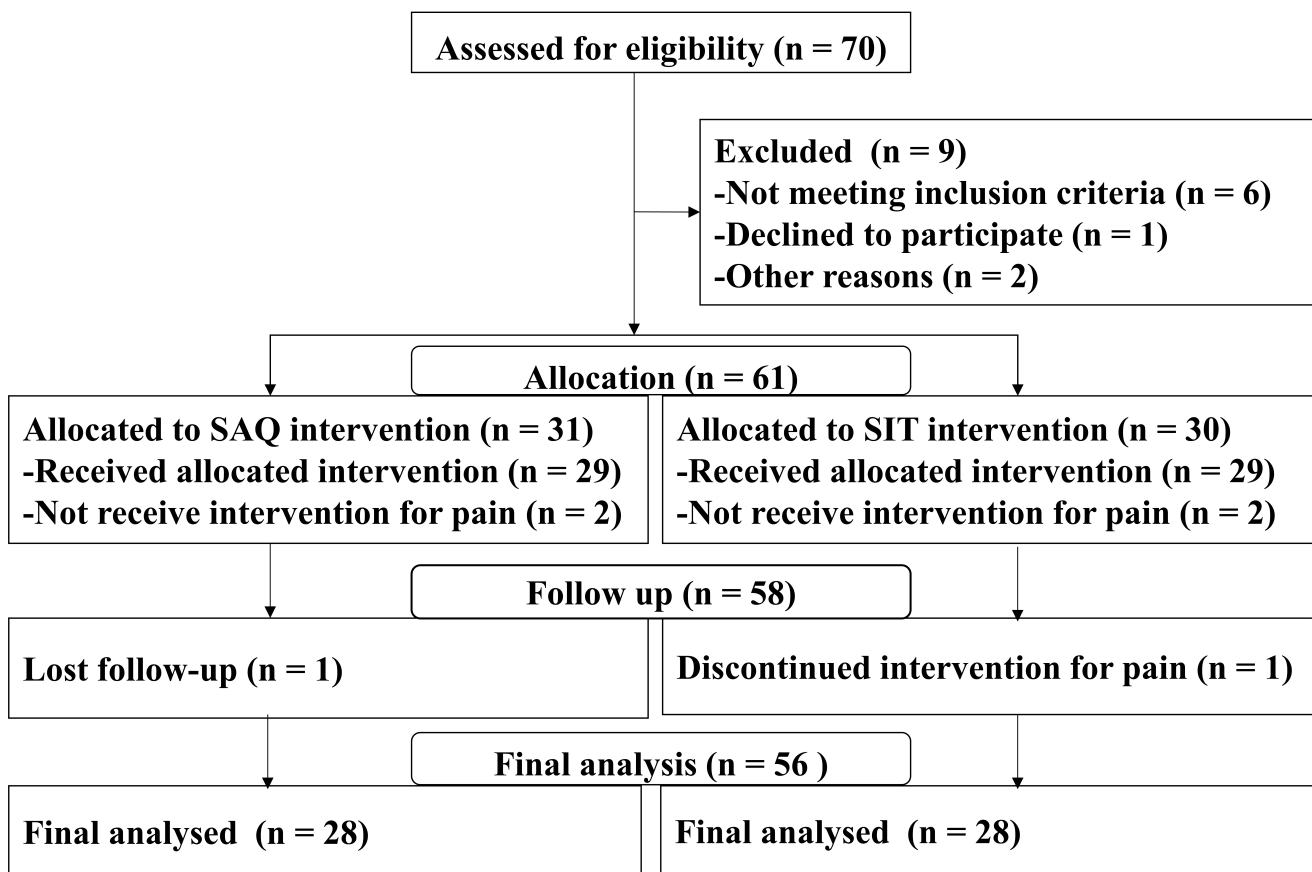 Assessed for eligibility (n = 70)
Excluded (n = 9)
-Not meeting inclusion criteria (n = 6)
-Declined to participate (n = 1)
-Other reasons (n = 2)
Allocation (n = 61)
Allocated to SAQ intervention (n = 31)
-Received allocated intervention (n = 29)
-Not receive intervention for pain (n = 2)
Allocated to SIT intervention (n = 30)
-Received allocated intervention (n = 29)
-Not receive intervention for pain (n = 2)
Follow up (n = 58)
Lost follow-up (n = 1)
Discontinued intervention for pain (n = 1)
Final analysis (n = 56 )
Final analysed (n = 28)
Final analysed (n = 28)